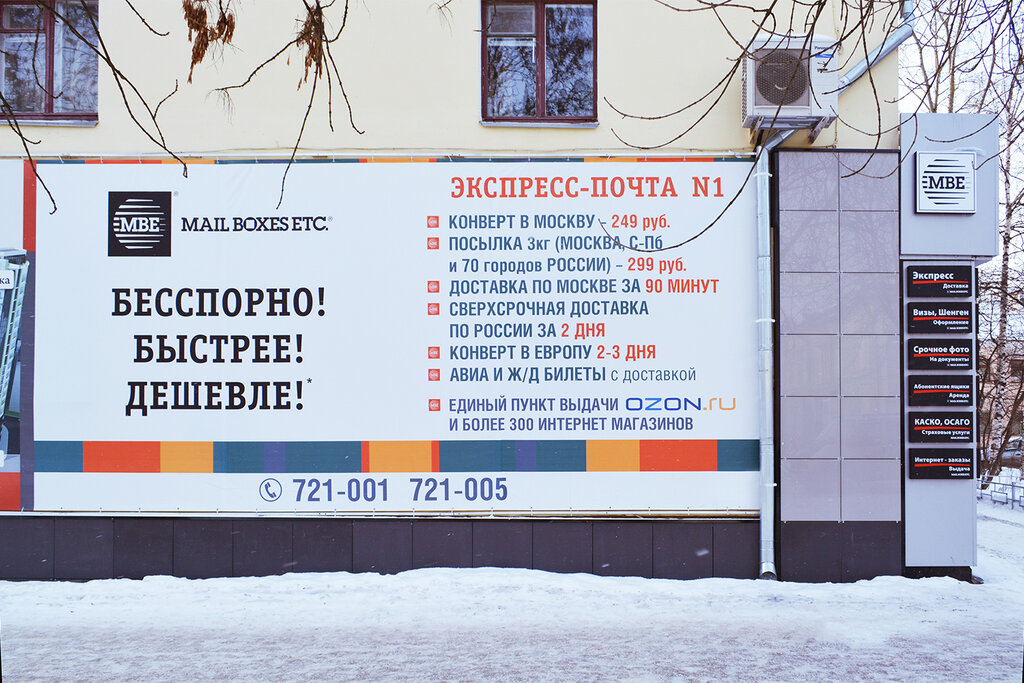 ка
MBE
MAIL BOXES ETC.®
БЕССПОРНО!
БЫСТРЕЕ!
ДЕШЕВЛЕ!*
ЭКСПРЕСС-ПОЧТА N1
КОНВЕРТ В МОСКВУ - 249 руб.
ПОСЫЛКА 3кг (МОСКВА, С-Пб
и 70 городов РОССИИ) – 299 руб.
ДОСТАВКА ПО МОСКВЕ ЗА 90 МИНУТ
СВЕРХСРОЧНАЯ ДОСТАВКА
ПО РОССИИ ЗА 2 ДНЯ
КОНВЕРТ В ЕВРОПУ 2-3 ДНЯ
АВИА И Ж/Д БИЛЕТЫ с доставкой
ЕДИНЫЙ ПУНКТ ВЫДАЧИ OZON.RU
И БОЛЕЕ 300 ИНТЕРНЕТ МАГАЗИНОВ
721-001 721-005
MBE
Экспресс
Доставка
Визы, Шенген
Оформление
Срочное фото
На документы
Абонентские ящики
Аренда
КАСКО, ОСАГО
Страховые услуги
Интернет - заказы
Выдача